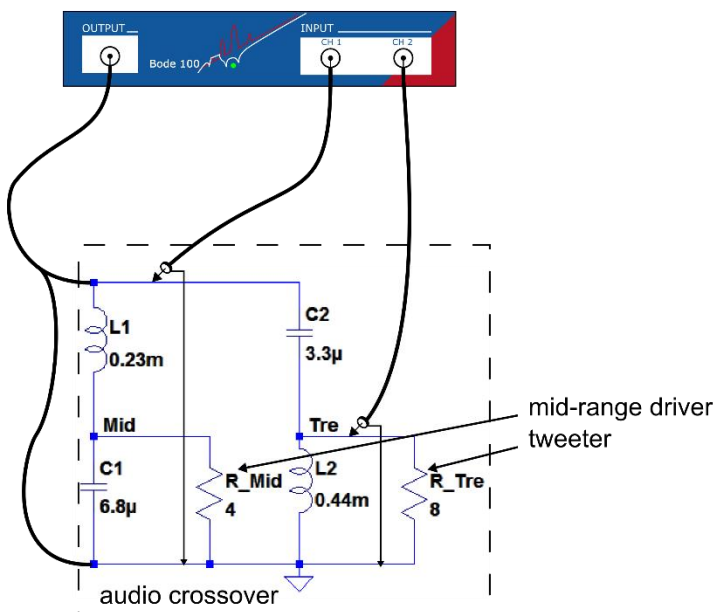 OUTPUT
INPUT
CH 1
CH 2
Bode 100
L1
0.23m
C2
3.3µ
Mid
Tre
mid-range driver
tweeter
C1
6.8µ
R_Mid
4
L2
0.44m
R_Tre
8
audio crossover